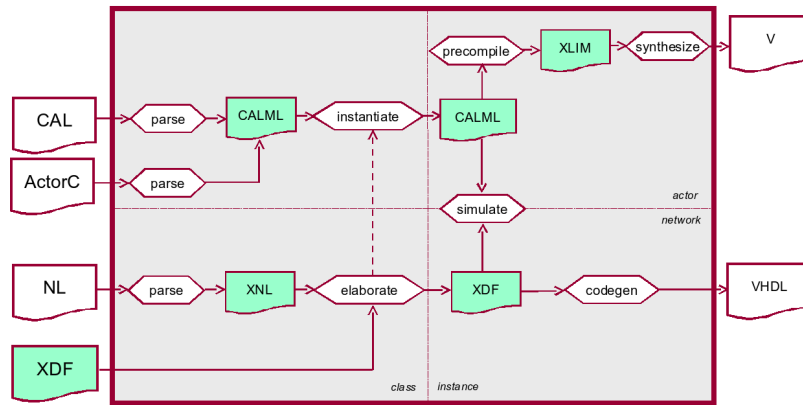 precompile
XLIM
synthesize
V
CAL
parse
CALML
instantiate
CALML
ActorC
parse
actor
simulate
network
NL
parse
XNL
elaborate
XDF
codegen
VHDL
XDF
class
instance